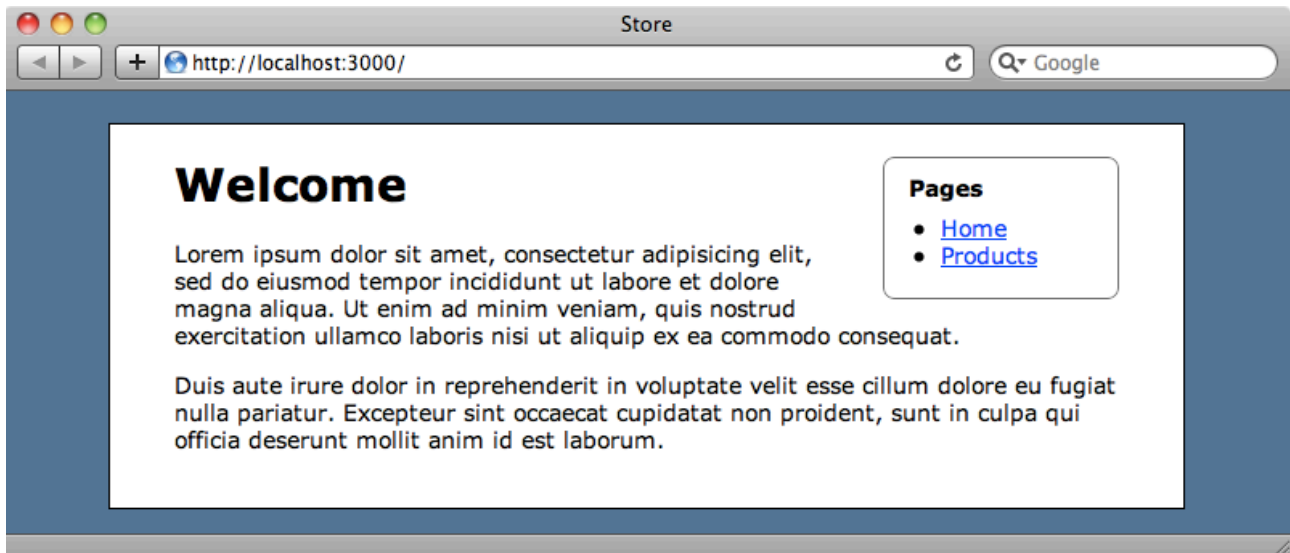 Store
http://localhost:3000/
Google
Welcome
Lorem ipsum dolor sit amet, consectetur adipisicing elit,
sed do eiusmod tempor incididunt ut labore et dolore
magna aliqua. Ut enim ad minim veniam, quis nostrud
exercitation ullamco laboris nisi ut aliquip ex ea commodo consequat.
Duis aute irure dolor in reprehenderit in voluptate velit esse cillum dolore eu fugiat
nulla pariatur. Excepteur sint occaecat cupidatat non proident, sunt in culpa qui
officia deserunt mollit anim id est laborum.
Pages
Home
Products